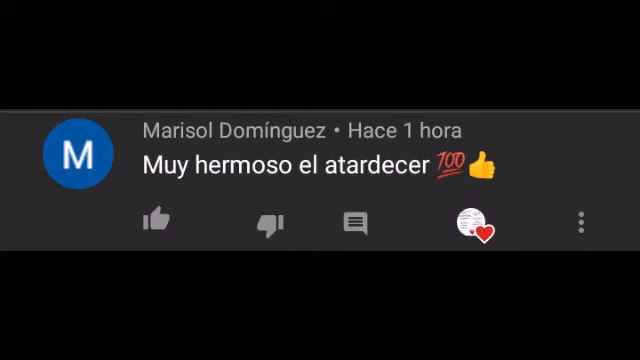 M
Marisol Domínguez • Hace 1 hora
Muy hermoso el atardecer 💯👍